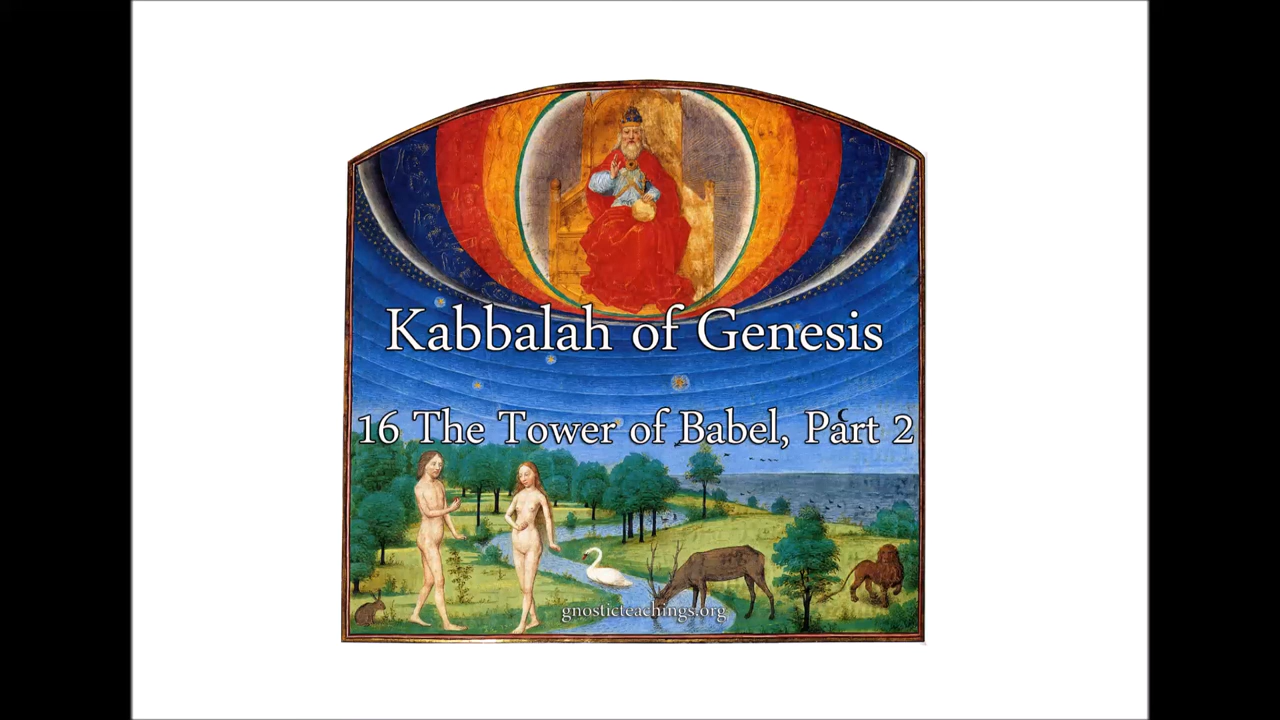 Kabbalah of Genesis
16 The Tower of Babel, Part 2
gnosticteachings.org